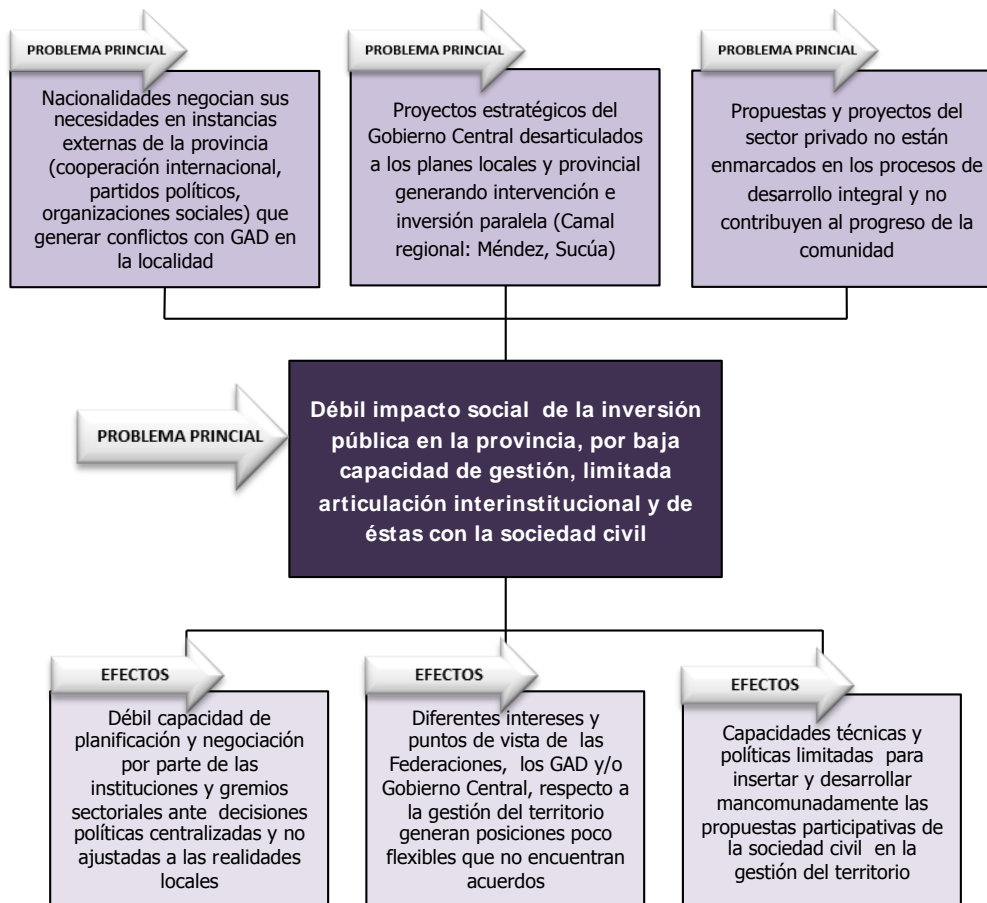 PROBLEMA PRINCIAL
Nacionalidades negocian sus
necesidades en instancias
externas de la provincia
(cooperación internacional,
partidos políticos,
organizaciones sociales) que
generar conflictos con GAD en
la localidad
PROBLEMA PRINCIAL
Proyectos estratégicos del
Gobierno Central desarticulados
a los planes locales y provincial
generando intervención e
inversión paralela (Camal
regional: Méndez, Sucúa)
PROBLEMA PRINCIAL
Propuestas y proyectos del
sector privado no están
enmarcados en los procesos de
desarrollo integral y no
contribuyen al progreso de la
comunidad
PROBLEMA PRINCIAL
Débil impacto social de la inversión
pública en la provincia, por baja
capacidad de gestión, limitada
articulación interinstitucional y de
éstas con la sociedad civil
EFECTOS
Débil capacidad de
planificación y negociación
por parte de las
instituciones y gremios
sectoriales ante decisiones
políticas centralizadas y no
ajustadas a las realidades
locales
EFECTOS
Diferentes intereses y
puntos de vista de las
Federaciones, los GAD y/o
Gobierno Central, respecto a
la gestión del territorio
generan posiciones poco
flexibles que no encuentran
acuerdos
EFECTOS
Capacidades técnicas y
políticas limitadas para
insertar y desarrollar
mancomunadamente las
propuestas participativas de
la sociedad civil en la
gestión del territorio